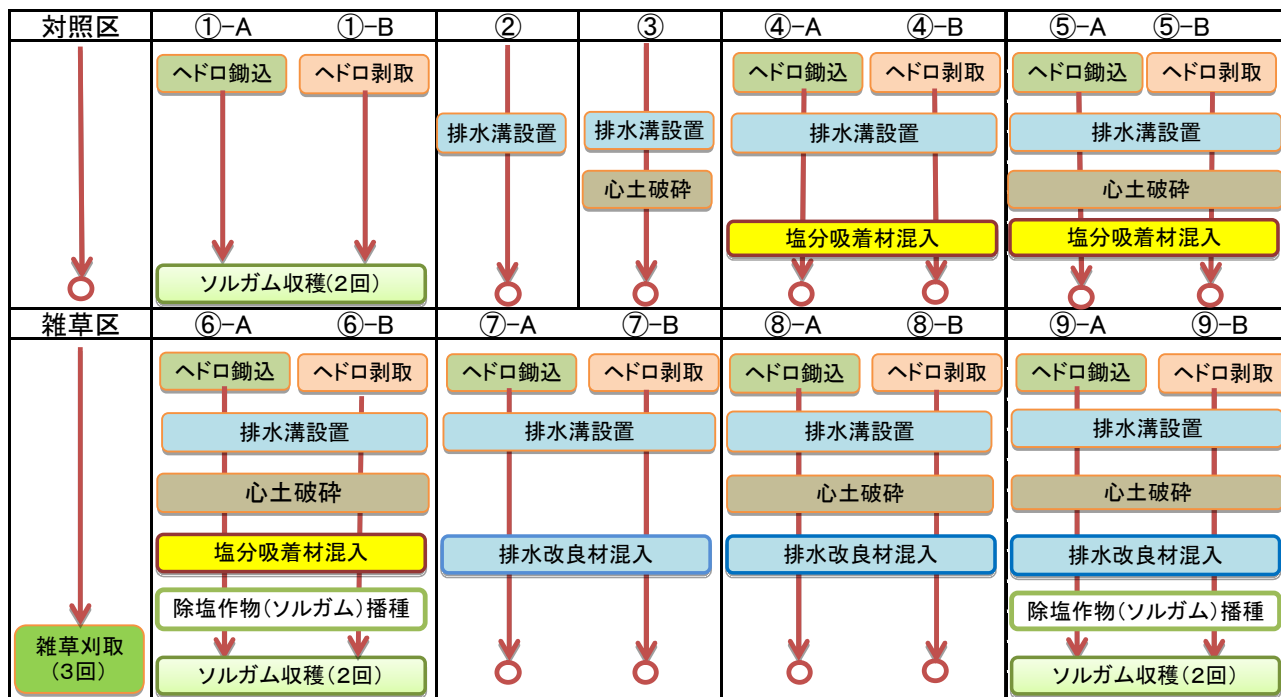 対照区 ①-A ①-B ② ③ ④-A ④-B ⑤-A ⑤-B
ヘドロ鋤込 ヘドロ剥取 ヘドロ鋤込 ヘドロ剥取 ヘドロ鋤込 ヘドロ剥取
排水溝設置 排水溝設置 排水溝設置 排水溝設置
心土破砕 心土破砕
塩分吸着材混入 塩分吸着材混入
ソルガム収穫(2回)
雑草区 ⑥-A ⑥-B ⑦-A ⑦-B ⑧-A ⑧-B ⑨-A ⑨-B
ヘドロ鋤込 ヘドロ剥取 ヘドロ鋤込 ヘドロ剥取 ヘドロ鋤込 ヘドロ剥取 ヘドロ鋤込 ヘドロ剥取
排水溝設置 排水溝設置 排水溝設置 排水溝設置
心土破砕 心土破砕 心土破砕
塩分吸着材混入 排水改良材混入 排水改良材混入 排水改良材混入
除塩作物(ソルガム)播種 除塩作物(ソルガム)播種
雑草刈取
(3回)
ソルガム収穫(2回) ソルガム収穫(2回)